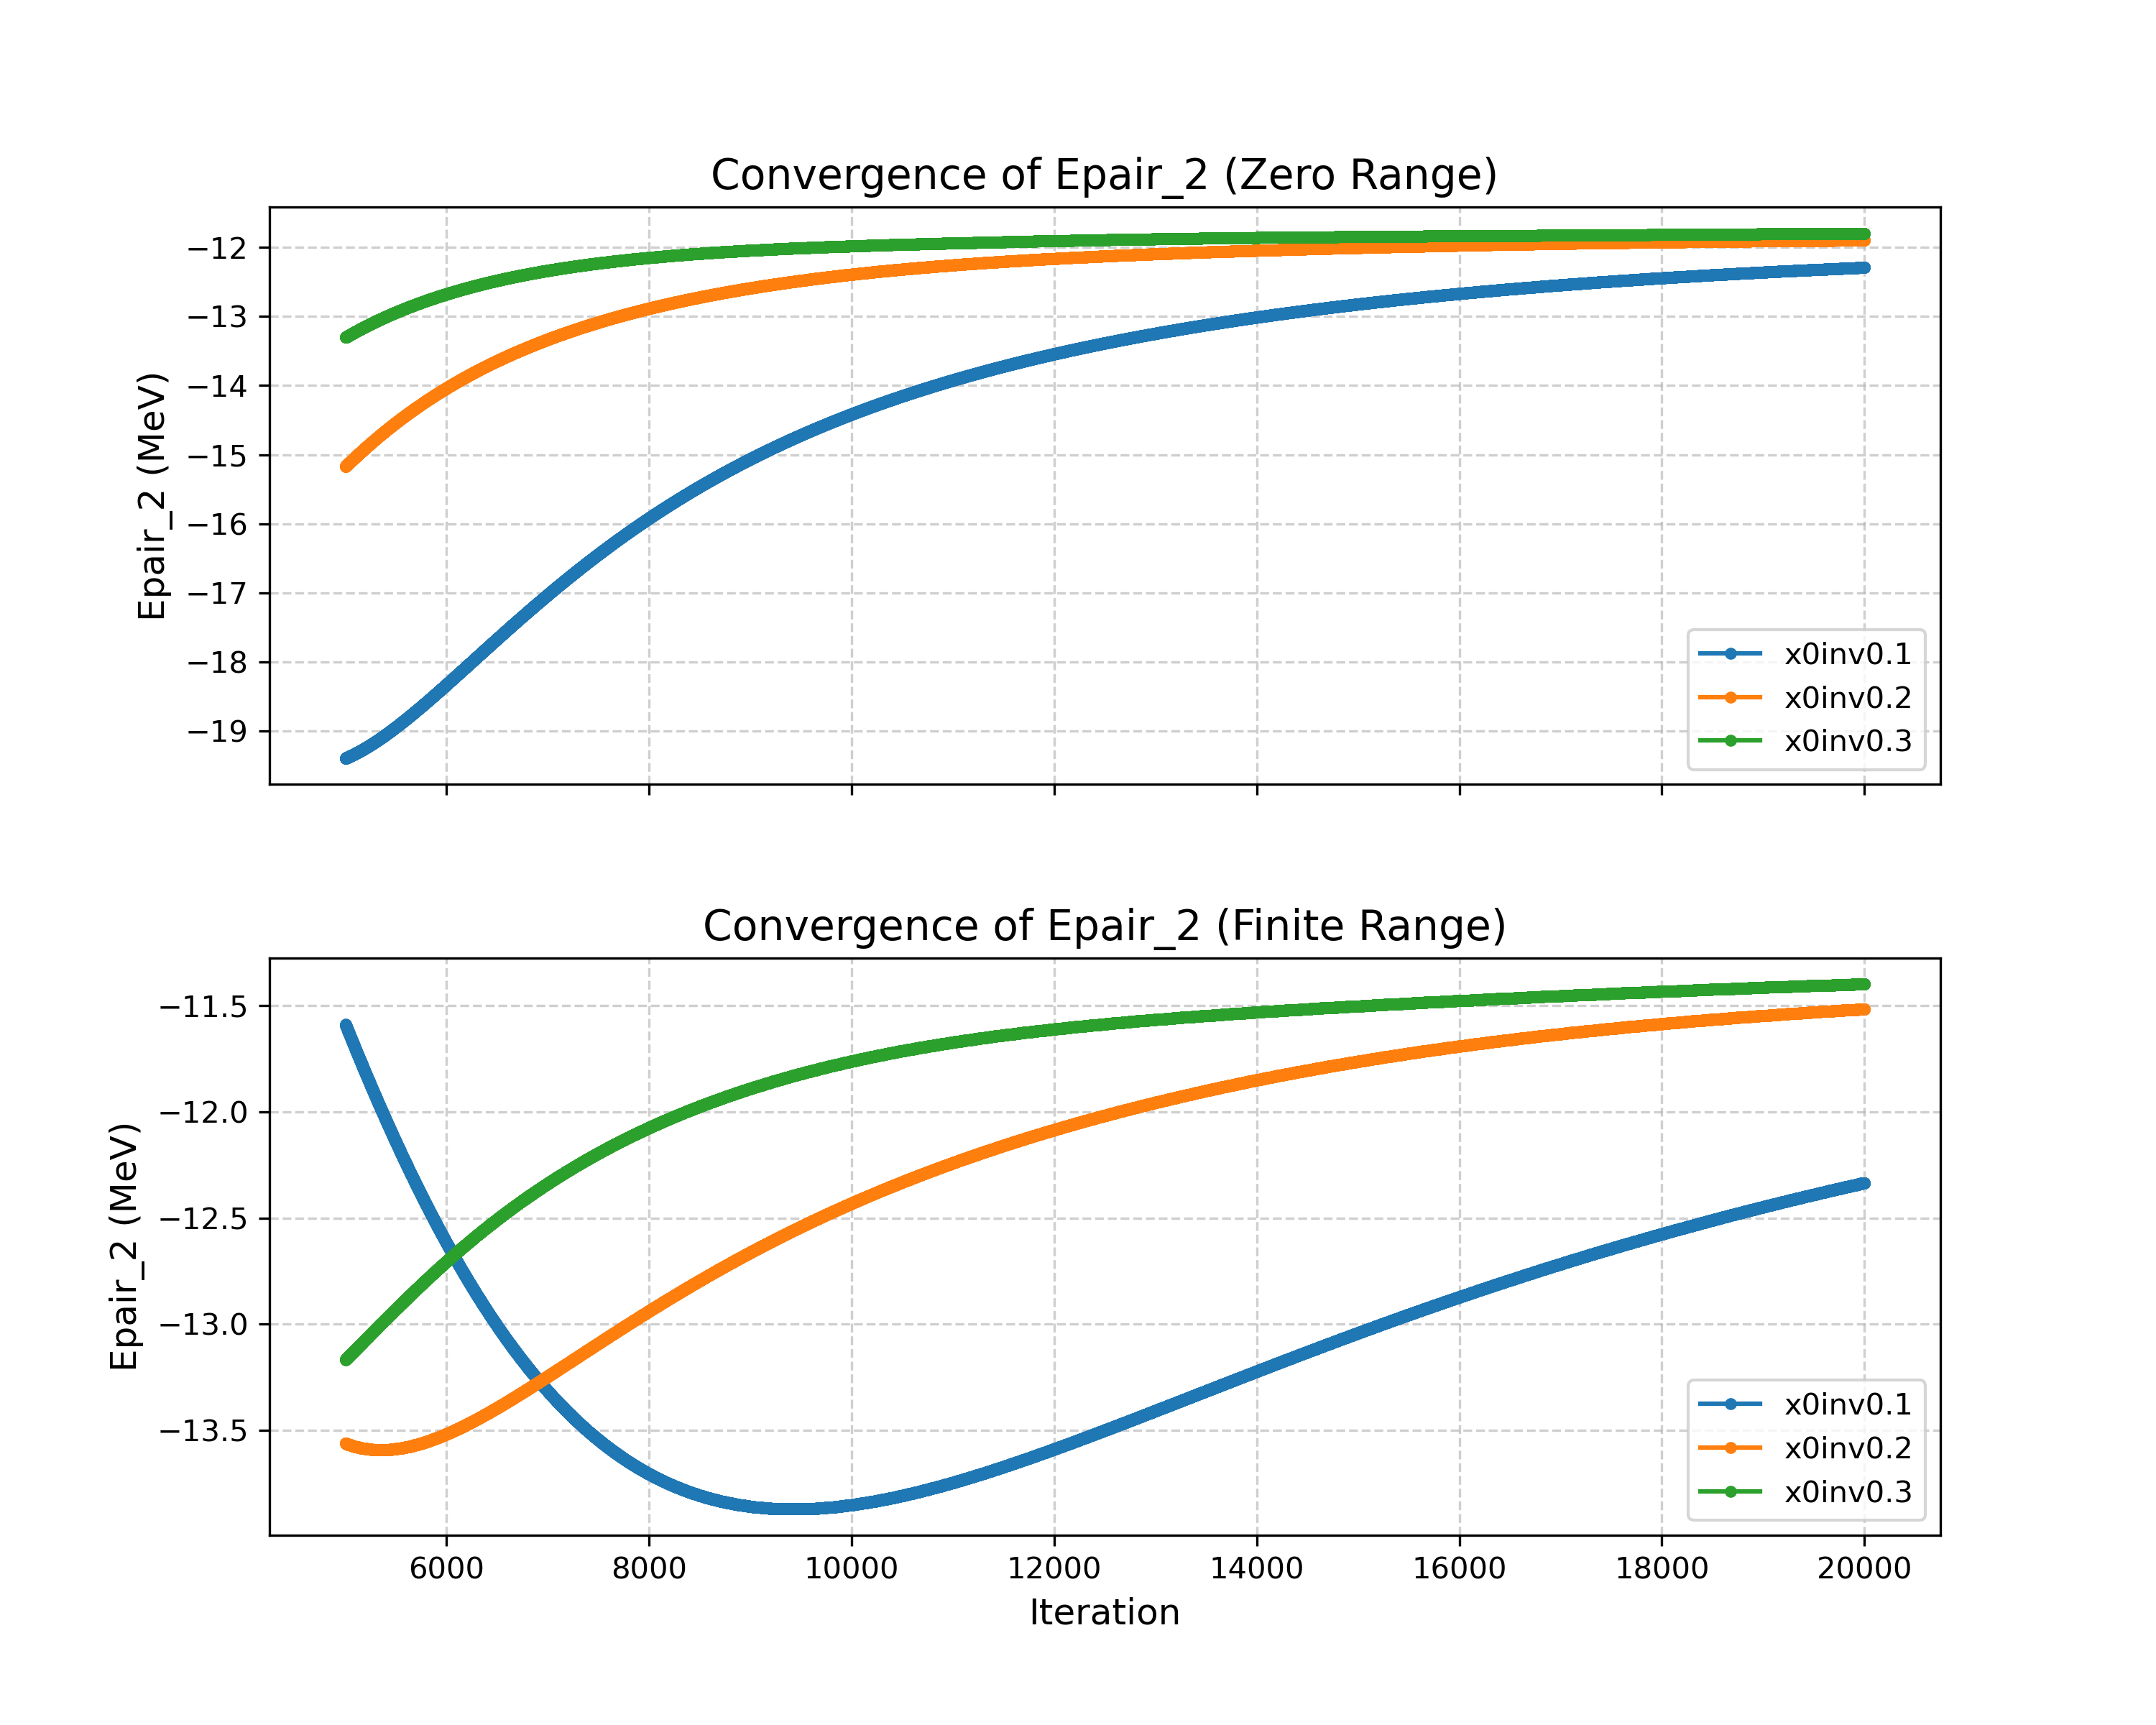 Convergence of Epair_2 (Zero Range)
Epair_2 (MeV)
−12
−13
−14
−15
−16
−17
−18
−19
x0inv0.1
x0inv0.2
x0inv0.3
Convergence of Epair_2 (Finite Range)
Epair_2 (MeV)
−11.5
−12.0
−12.5
−13.0
−13.5
x0inv0.1
x0inv0.2
x0inv0.3
6000 8000 10000 12000 14000 16000 18000 20000
Iteration